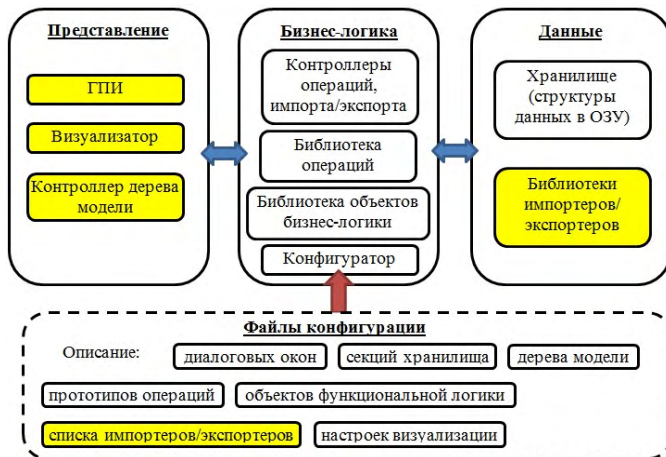 Представление
ГПИ
Визуализатор
Контроллер дерева
модели
Бизнес-логика
Контроллеры
операций,
импорта/экспорта
Библиотека
операций
Библиотека объектов
бизнес-логики
Конфигуратор
Данные
Хранилище
(структуры
данных в ОЗУ)
Библиотеки
импортеров/
экспортеров
Файлы конфигурации
Описание: диалоговых окон секций хранилища дерева модели
прототипов операций объектов функциональной логики
списка импортеров/экспортеров настроек визуализации